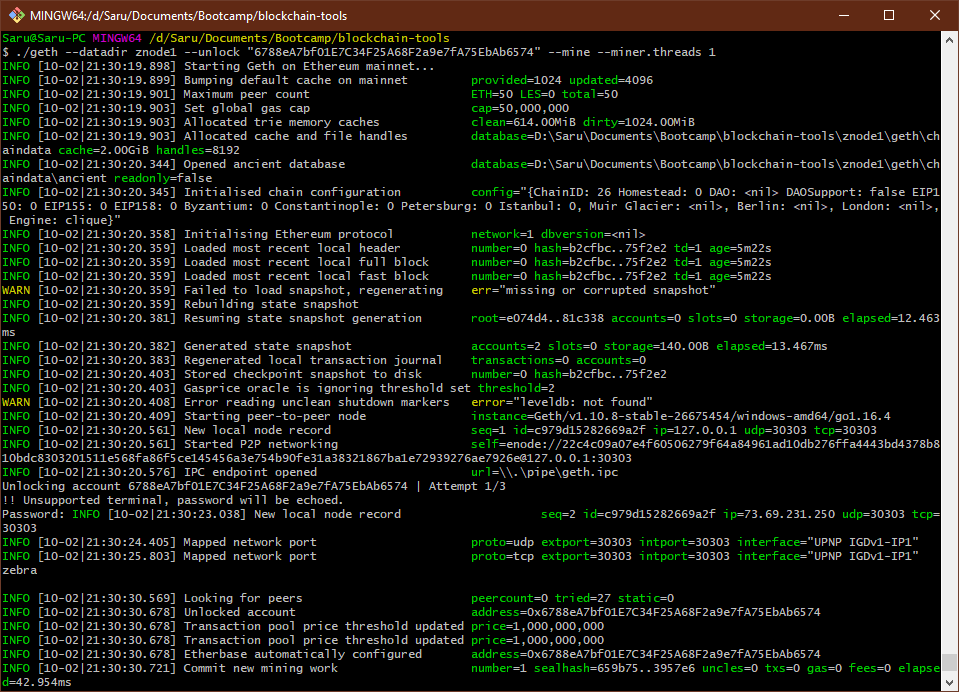 MINGW64:/d/Saru/Documents/Bootcamp/blockchain-tools
Saru@Saru-PC MINGW64 /d/Saru/Documents/Bootcamp/blockchain-tools
$ ./geth --datadir znode1 --unlock "6788eA7bf01E7C34F25A68F2a9e7fA75EbAb6574" --mine --miner.threads 1
INFO [10-02|21:30:19.898] Starting Geth on Ethereum mainnet...
INFO [10-02|21:30:19.899] Bumping default cache on mainnet         provided=1024 updated=4096
INFO [10-02|21:30:19.901] Maximum peer count                       ETH=50 LES=0 total=50
INFO [10-02|21:30:19.903] Set global gas cap                       cap=50,000,000
INFO [10-02|21:30:19.903] Allocated trie memory caches             clean=614.00MiB dirty=1024.00MiB
INFO [10-02|21:30:19.903] Allocated cache and file handles         database=D:\Saru\Documents\Bootcamp\blockchain-tools\znode1\geth\ch
aindata cache=2.00GiB handles=8192
INFO [10-02|21:30:20.344] Opened ancient database                  database=D:\Saru\Documents\Bootcamp\blockchain-tools\znode1\geth\ch
aindata\ancient readonly=false
INFO [10-02|21:30:20.345] Initialised chain configuration          config="{ChainID: 26 Homestead: 0 DAO: <nil> DAOSupport: false EIP1
50: 0 EIP155: 0 EIP158: 0 Byzantium: 0 Constantinople: 0 Petersburg: 0 Istanbul: 0, Muir Glacier: <nil>, Berlin: <nil>, London: <nil>,
 Engine: clique}"
INFO [10-02|21:30:20.358] Initialising Ethereum protocol           network=1 dbversion=<nil>
INFO [10-02|21:30:20.359] Loaded most recent local header          number=0 hash=b2cfbc..75f2e2 td=1 age=5m22s
INFO [10-02|21:30:20.359] Loaded most recent local full block      number=0 hash=b2cfbc..75f2e2 td=1 age=5m22s
INFO [10-02|21:30:20.359] Loaded most recent local fast block      number=0 hash=b2cfbc..75f2e2 td=1 age=5m22s
WARN [10-02|21:30:20.359] Failed to load snapshot, regenerating    err="missing or corrupted snapshot"
INFO [10-02|21:30:20.359] Rebuilding state snapshot
INFO [10-02|21:30:20.381] Resuming state snapshot generation       root=e074d4..81c338 accounts=0 slots=0 storage=0.00B elapsed=12.463
ms
INFO [10-02|21:30:20.382] Generated state snapshot                 accounts=2 slots=0 storage=140.00B elapsed=13.467ms
INFO [10-02|21:30:20.383] Regenerated local transaction journal    transactions=0 accounts=0
INFO [10-02|21:30:20.403] Stored checkpoint snapshot to disk       number=0 hash=b2cfbc..75f2e2
INFO [10-02|21:30:20.403] Gasprice oracle is ignoring threshold set threshold=2
WARN [10-02|21:30:20.408] Error reading unclean shutdown markers   error="leveldb: not found"
INFO [10-02|21:30:20.409] Starting peer-to-peer node               instance=Geth/v1.10.8-stable-26675454/windows-amd64/go1.16.4
INFO [10-02|21:30:20.561] New local node record                    seq=1 id=c979d15282669a2f ip=127.0.0.1 udp=30303 tcp=30303
INFO [10-02|21:30:20.561] Started P2P networking                   self=enode://22c4c09a07e4f60506279f64a84961ad10db276ffa4443bd4378b8
10bdc8303201511e568fa86f5ce145456a3e754b90fe31a38321867ba1e72939276ae7926e@127.0.0.1:30303
INFO [10-02|21:30:20.576] IPC endpoint opened                      url=\\.\pipe\geth.ipc
Unlocking account 6788eA7bf01E7C34F25A68F2a9e7fA75EbAb6574 | Attempt 1/3
!! Unsupported terminal, password will be echoed.
Password: INFO [10-02|21:30:23.038] New local node record                    seq=2 id=c979d15282669a2f ip=73.69.231.250 udp=30303 tcp=
30303
INFO [10-02|21:30:24.405] Mapped network port                      proto=udp extport=30303 intport=30303 interface="UPNP IGDv1-IP1"
INFO [10-02|21:30:25.803] Mapped network port                      proto=tcp extport=30303 intport=30303 interface="UPNP IGDv1-IP1"
zebra
INFO [10-02|21:30:30.569] Looking for peers                        peercount=0 tried=27 static=0
INFO [10-02|21:30:30.678] Unlocked account                         address=0x6788eA7bf01E7C34F25A68F2a9e7fA75EbAb6574
INFO [10-02|21:30:30.678] Transaction pool price threshold updated price=1,000,000,000
INFO [10-02|21:30:30.678] Transaction pool price threshold updated price=1,000,000,000
INFO [10-02|21:30:30.678] Etherbase automatically configured       address=0x6788eA7bf01E7C34F25A68F2a9e7fA75EbAb6574
INFO [10-02|21:30:30.721] Commit new mining work                   number=1 sealhash=659b75..3957e6 uncles=0 txs=0 gas=0 fees=0 elapse
d=42.954ms